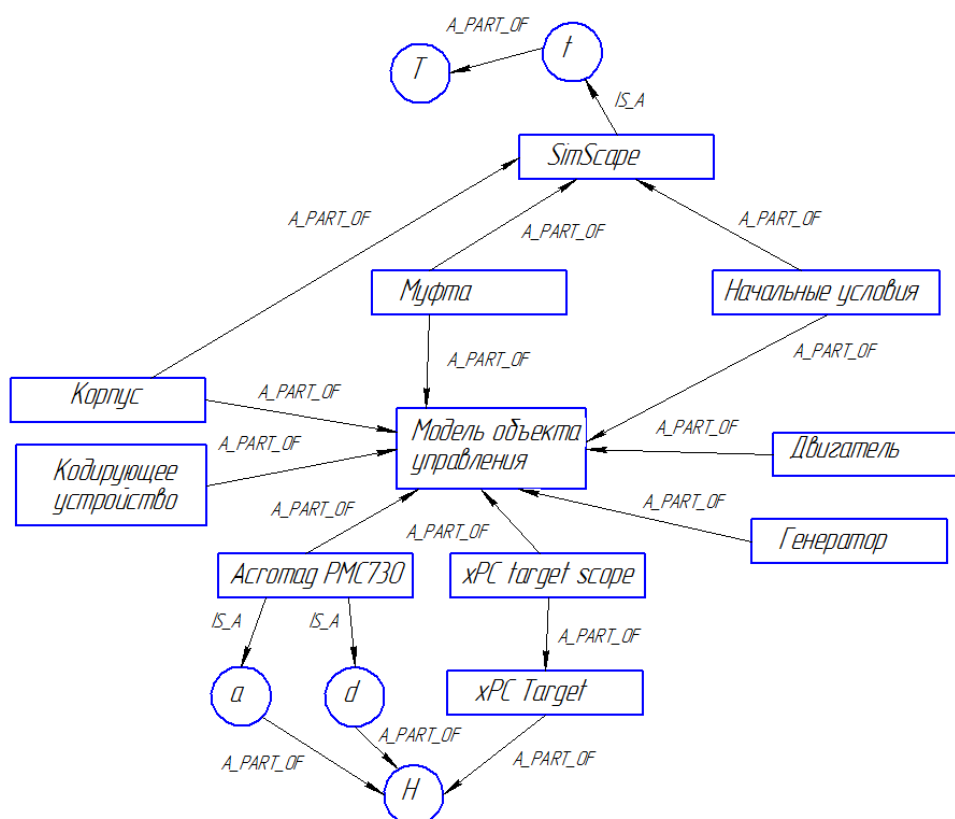 A_PART_OF
t
T
IS_A
SimScape
A_PART_OF
A_PART_OF
A_PART_OF
Муфта
Начальные условия
A_PART_OF
A_PART_OF
Корпус
A_PART_OF
Модель объекта
управления
A_PART_OF
A_PART_OF
Двигатель
Кодирующее
устройство
A_PART_OF
A_PART_OF
A_PART_OF
Генератор
Acromag PMC730
xPC target scope
IS_A
IS_A
A_PART_OF
a
d
xPC Target
A_PART_OF
A_PART_OF
A_PART_OF
H